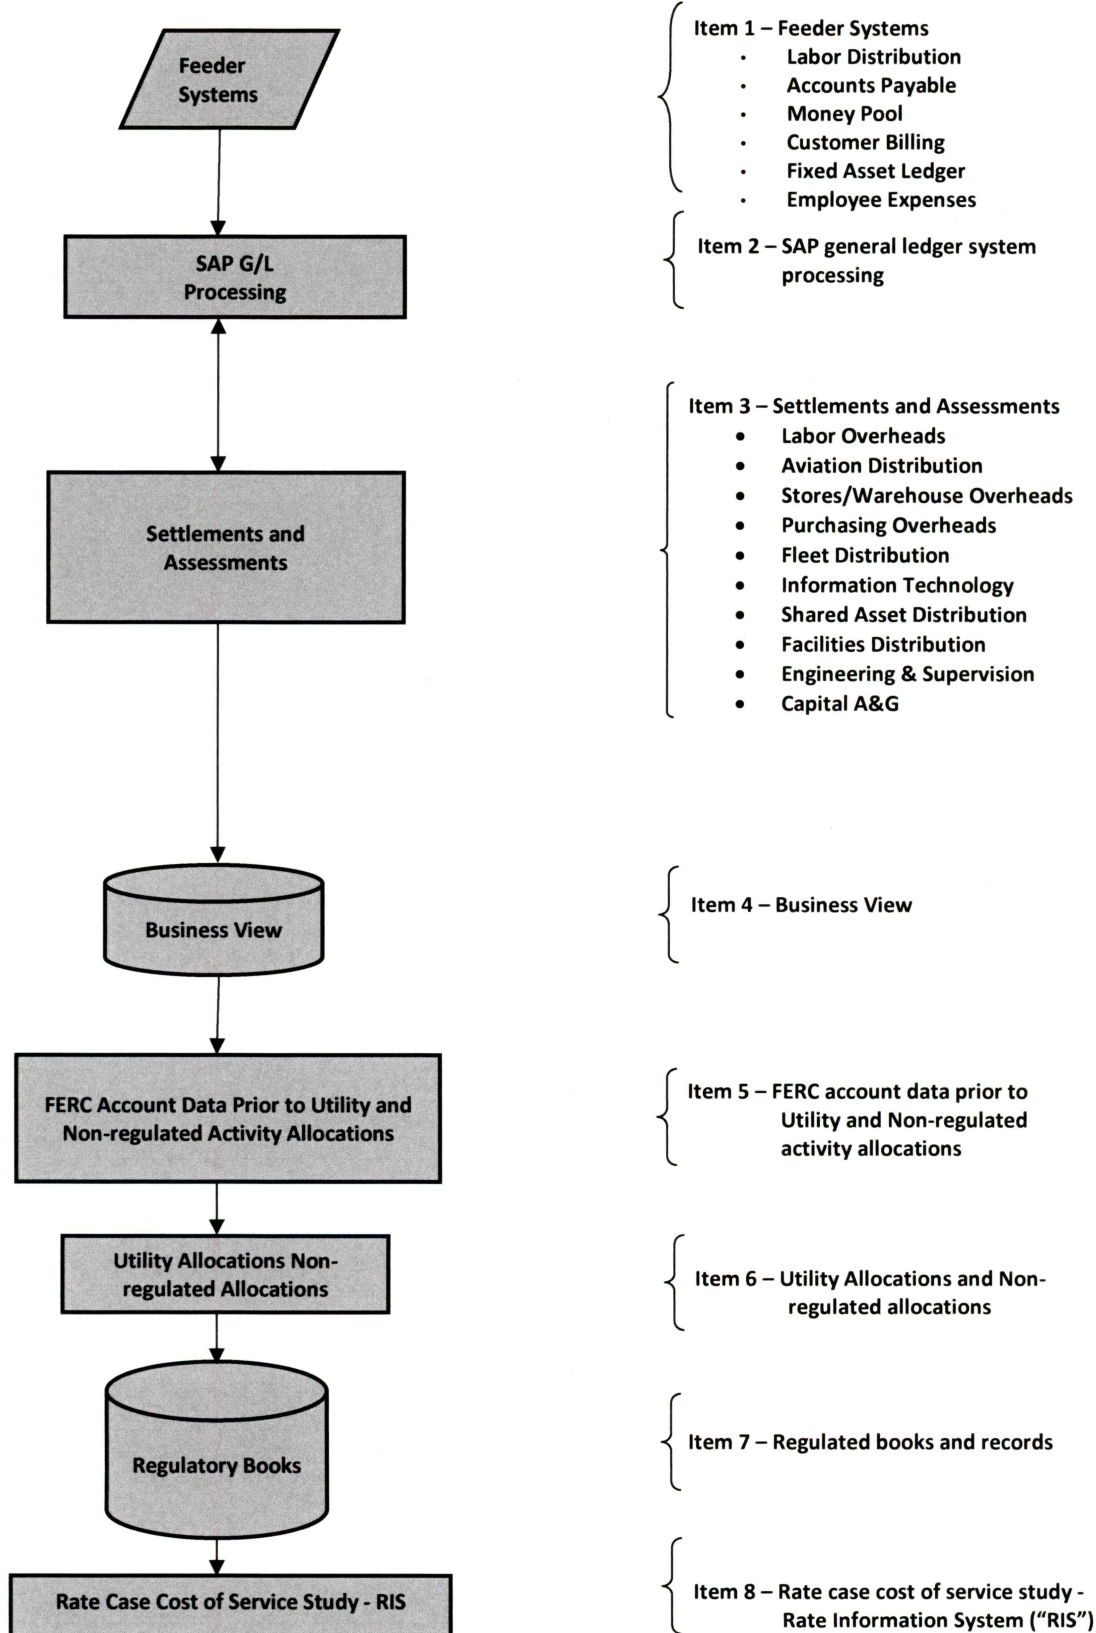 Feeder
Systems
Item 1 – Feeder Systems
· Labor Distribution
· Accounts Payable
· Money Pool
· Customer Billing
· Fixed Asset Ledger
· Employee Expenses
SAP G/L
Processing
Item 2 – SAP general ledger system
processing
Settlements and
Assessments
Item 3 – Settlements and Assessments
• Labor Overheads
• Aviation Distribution
• Stores/Warehouse Overheads
• Purchasing Overheads
• Fleet Distribution
• Information Technology
• Shared Asset Distribution
• Facilities Distribution
• Engineering & Supervision
• Capital A&G
Business View
Item 4 – Business View
FERC Account Data Prior to Utility and
Non-regulated Activity Allocations
Item 5 – FERC account data prior to
Utility and Non-regulated
activity allocations
Utility Allocations Non-
regulated Allocations
Item 6 – Utility Allocations and Non-
regulated allocations
Regulatory Books
Item 7 – Regulated books and records
Rate Case Cost of Service Study - RIS
Item 8 – Rate case cost of service study -
Rate Information System (“RIS”)